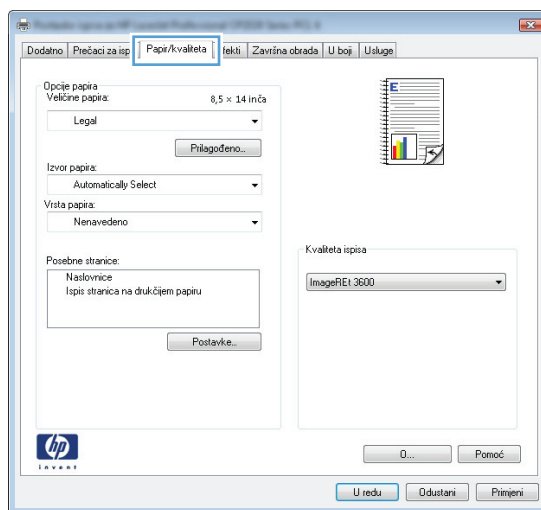 Dodatno Prečaci za isp Papir/kvaliteta fekti Završna obrada U boji Usluge
Opcije papira
Veličine papira: 8,5 × 14 inča
Legal
Prilagođeno...
Izvor papira:
Automatically Select
Vrsta papira:
Nenavedeno
Posebne stranice:
Naslovnice
Ispis stranica na drukčijem papiru
Postavke...
E
Kvaliteta ispisa
ImageREt 3600
hp
invent
O... Pomoć
U redu Odustani Primjeni